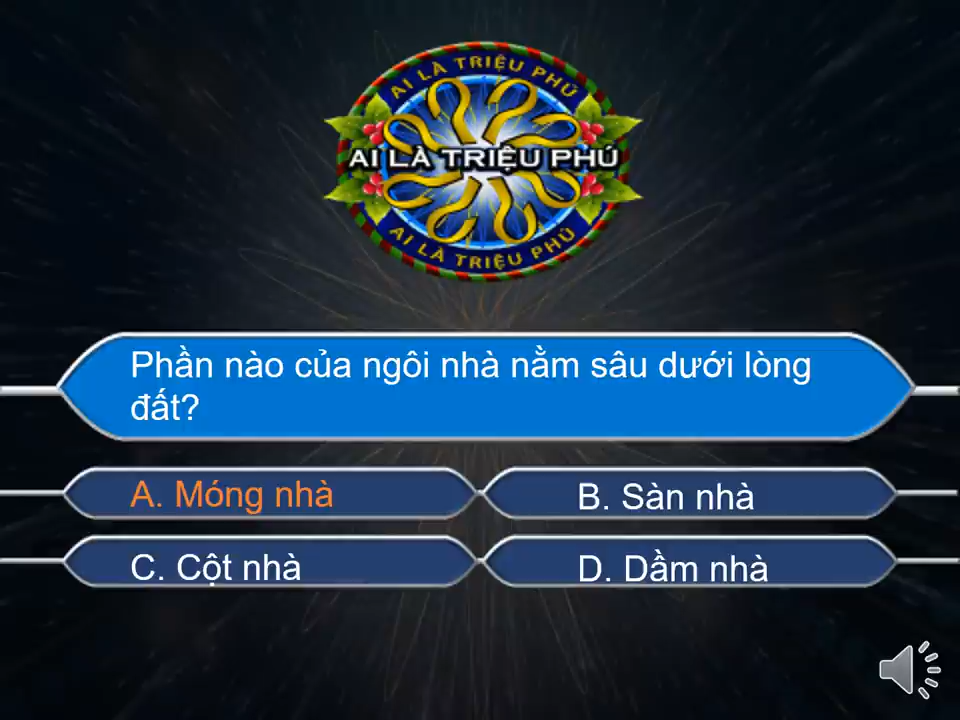 AI LÀ TRIỆU PHÚ
AI LÀ TRIỆU PHÚ
AI LÀ TRIỆU PHÚ
Phần nào của ngôi nhà nằm sâu dưới lòng
đất?
A. Móng nhà
B. Sàn nhà
C. Cột nhà
D. Dầm nhà